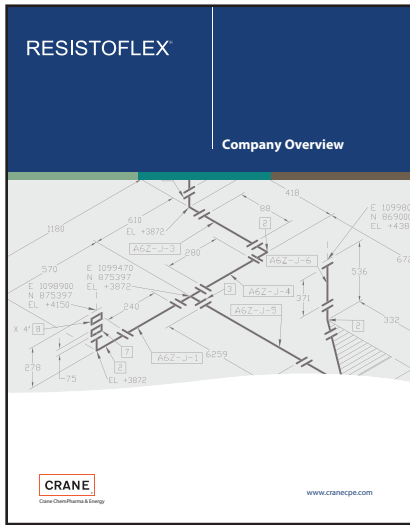 RESISTOFLEX®
Company Overview
418
88
610
1180
EL +3872
2
A6Z-J-3
280
A6Z-J-6
E 109980
N 869000
EL +438
570
E 1099470
N 875397
EL +3872
536
672
E 1098900
N 875397
EL +4150
240
3
A6Z-J-4
371
A6Z-J-5
332
X 4" 8
2
7
278
2
A6Z-J-1
6259
75
EL +3872
CRANE
Crane ChemPharma & Energy
www.cranecpe.com